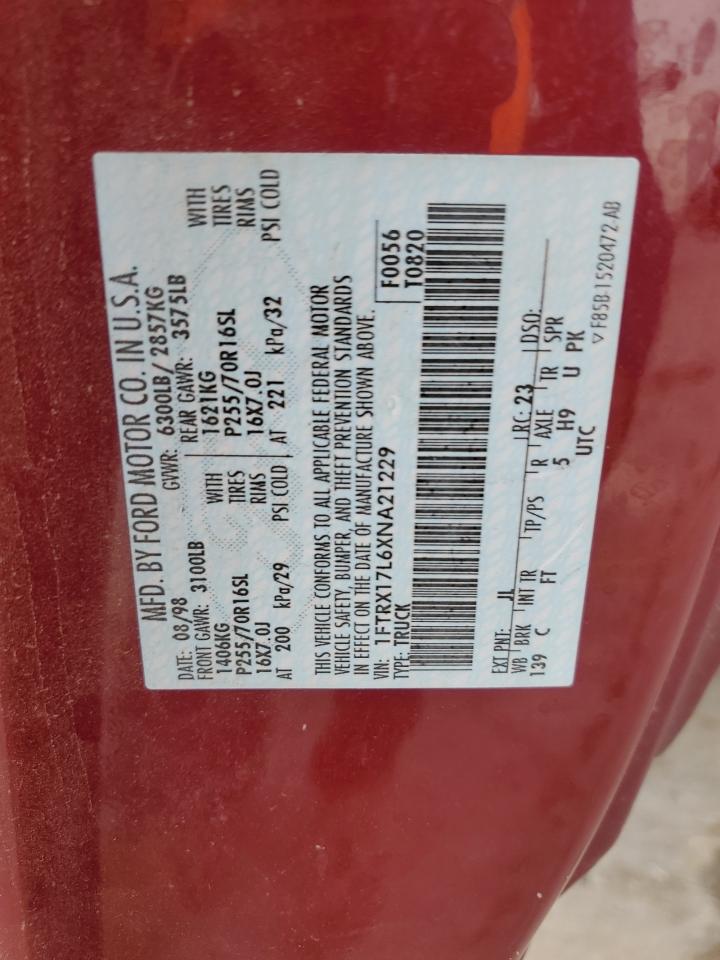 MFD. BY FORD MOTOR CO. IN U.S.A.
DATE: 08/98 GVWR: 6300LB/ 2857KG
FRONT GAWR: 3100LB REAR GAWR: 3575LB
1406KG WITH 1621KG WITH
P255/70R16SL TIRES P255/70R16SL TIRES
16X7.0J RIMS 16X7.0J RIMS
AT 200 kPa/29 PSI COLD AT 221 kPa/32 PSI COLD
THIS VEHICLE CONFORMS TO ALL APPLICABLE FEDERAL MOTOR
VEHICLE SAFETY, BUMPER, AND THEFT PREVENTION STANDARDS
IN EFFECT ON THE DATE OF MANUFACTURE SHOWN ABOVE.
VIN: 1FTRX17L6XNA21229 F0056
TYPE: TRUCK T0820
EXT PNT: JL RC: 23 DSO:
WB BRK INT TR TP/PS R AXLE TR SPR
139 C FT 5 H9 U PK
UTC
▽F85B-1520472-AB